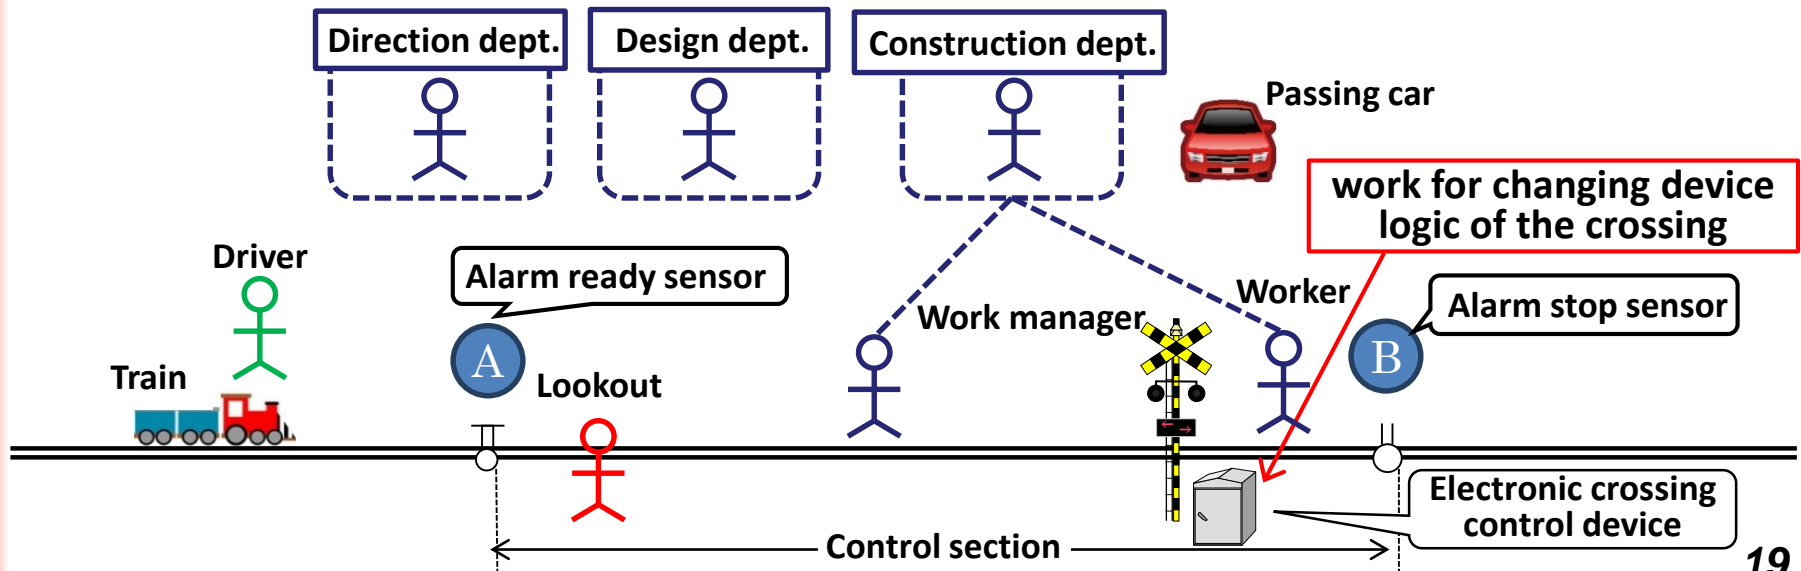 Direction dept.
Design dept.
Construction dept.
Passing car
work for changing device
logic of the crossing
Driver
Alarm ready sensor
Worker
Alarm stop sensor
Work manager
Train
A
B
Lookout
Electronic crossing
control device
Control section
19